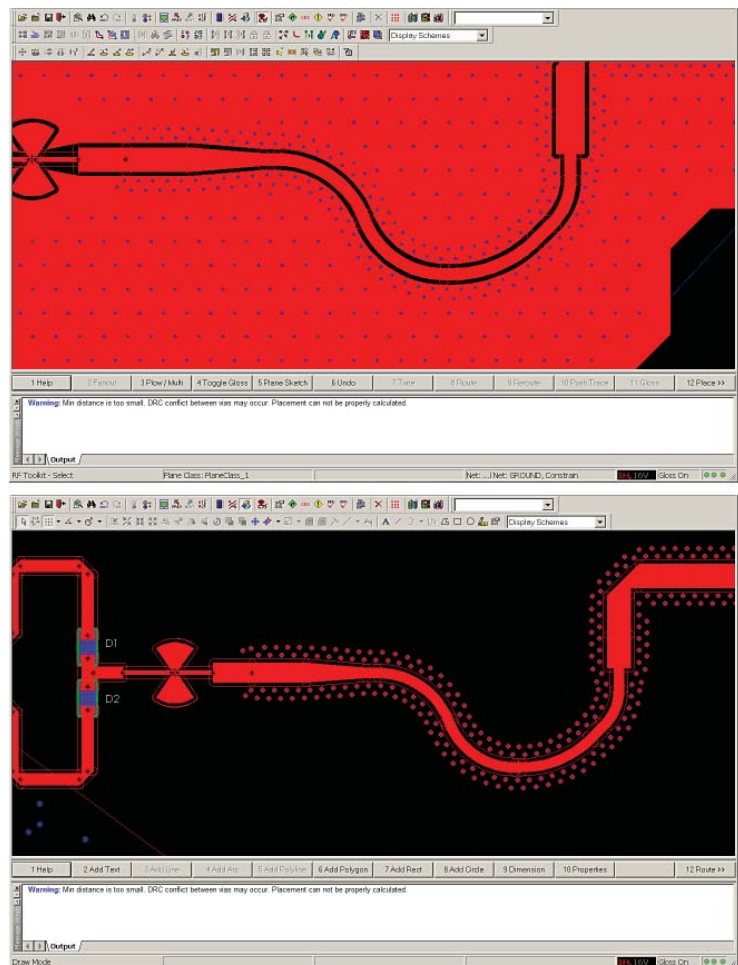 Display Schemes
1 Help
2 Fanout
3 Plow / Multi
4 Toggle Gloss
5 Plane Sketch
6 Undo
7 Tune
8 Route
9 Reroute
10 Push Trace
11 Gloss
12 Place >>
Warning: Min distance is too small. DRC conflict between vias may occur. Placement can not be properly calculated.
Output
RF Toolkit - Select
Plane Class: PlaneClass_1
Net: ...|Net: GROUND, Constrain
1H, 16V
Gloss On
Display Schemes
D1
D2
1 Help
2 Add Text
3 Add Line
4 Add Arc
5 Add Polyline
6 Add Polygon
7 Add Rect
8 Add Circle
9 Dimension
10 Properties
12 Route >>
Warning: Min distance is too small. DRC conflict between vias may occur. Placement can not be properly calculated.
Output
Draw Mode
1H, 16V
Gloss On